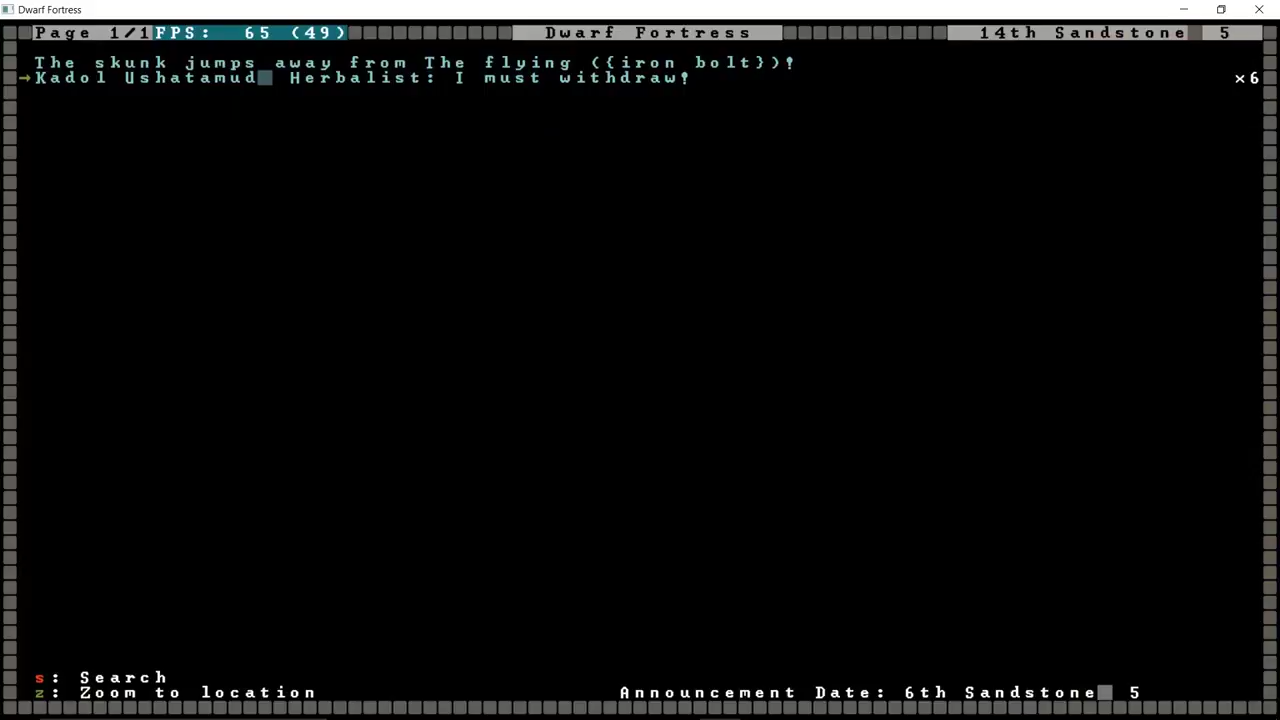 Dwarf Fortress
Page 1/1 FPS: 65 (49) Dwarf Fortress 14th Sandstone 5
The skunk jumps away from The flying ({iron bolt})!
→Kadol Ushatamud Herbalist: I must withdraw! ×6
s: Search
z: Zoom to location Announcement Date: 6th Sandstone 5